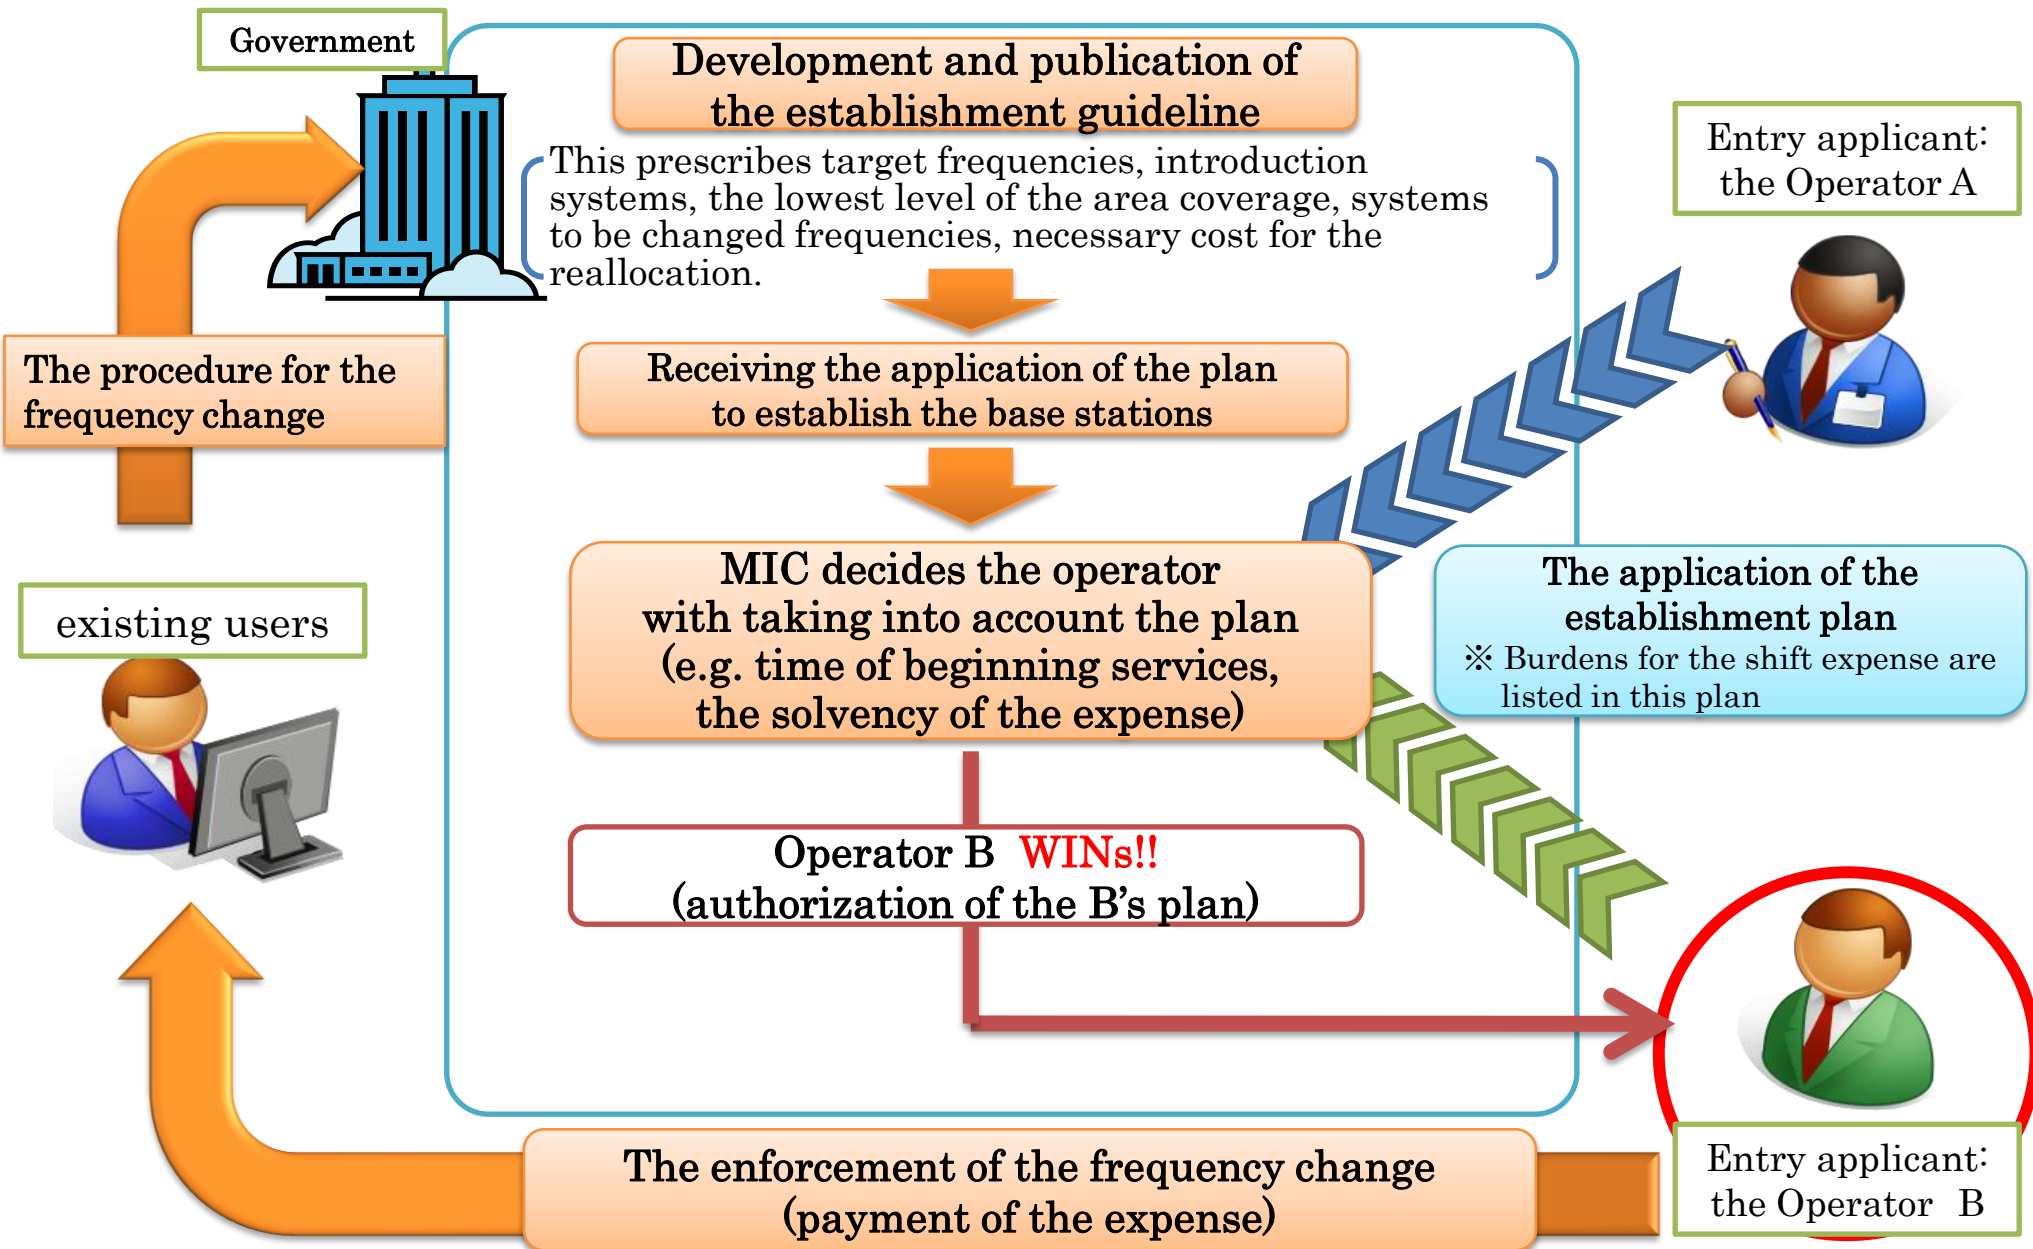 Government
Development and publication of
the establishment guideline
This prescribes target frequencies, introduction
systems, the lowest level of the area coverage, systems
to be changed frequencies, necessary cost for the
reallocation.
Entry applicant:
the Operator A
The procedure for the
frequency change
Receiving the application of the plan
to establish the base stations
existing users
MIC decides the operator
with taking into account the plan
(e.g. time of beginning services,
the solvency of the expense)
The application of the
establishment plan
※ Burdens for the shift expense are
listed in this plan
Operator B WINs!!
(authorization of the B’s plan)
The enforcement of the frequency change
(payment of the expense)
Entry applicant:
the Operator B